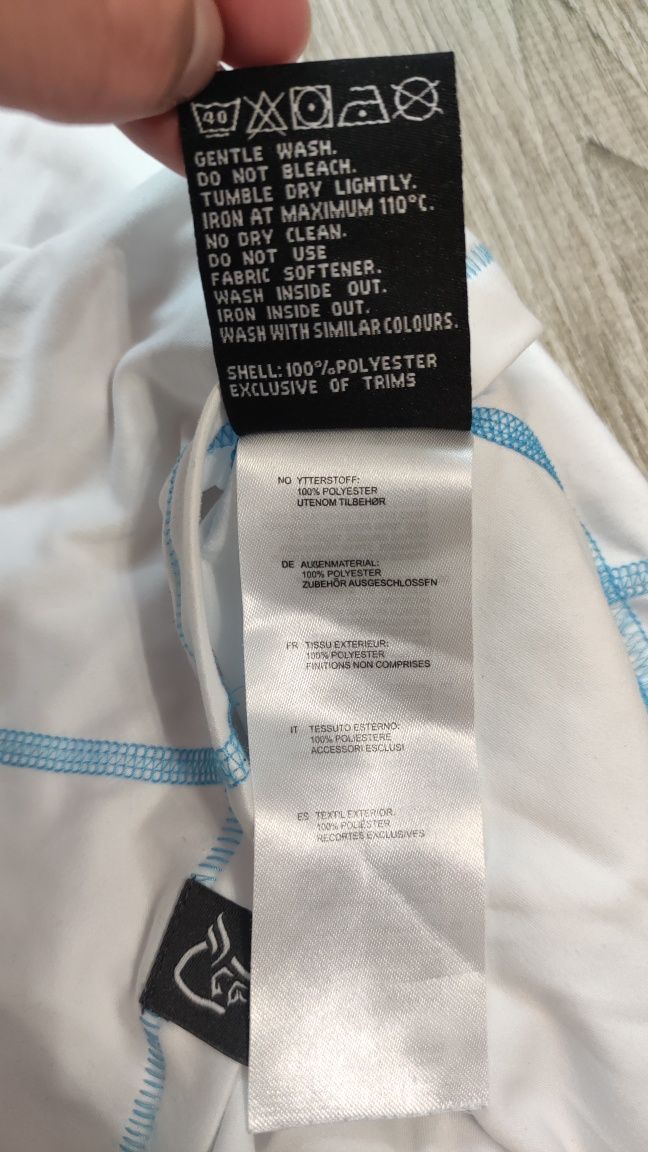 40
GENTLE WASH.
DO NOT BLEACH.
TUMBLE DRY LIGHTLY.
IRON AT MAXIMUM 110°C.
NO DRY CLEAN.
DO NOT USE
FABRIC SOFTENER.
WASH INSIDE OUT.
IRON INSIDE OUT.
WASH WITH SIMILAR COLOURS.
SHELL: 100% POLYESTER
EXCLUSIVE OF TRIMS
NO YTTERSTOFF:
100% POLYESTER
UTENOM TILBEHØR
DE AUßENMATERIAL:
100% POLYESTER
ZUBEHÖR AUSGESCHLOSSEN
FR TISSU EXTERIEUR:
100% POLYESTER
FINITIONS NON COMPRISES
IT TESSUTO ESTERNO:
100% POLIESTERE
ACCESSORI ESCLUSI
ES TEXTIL EXTERIOR.
100% POLIÉSTER
RECORTES EXCLUSIVES